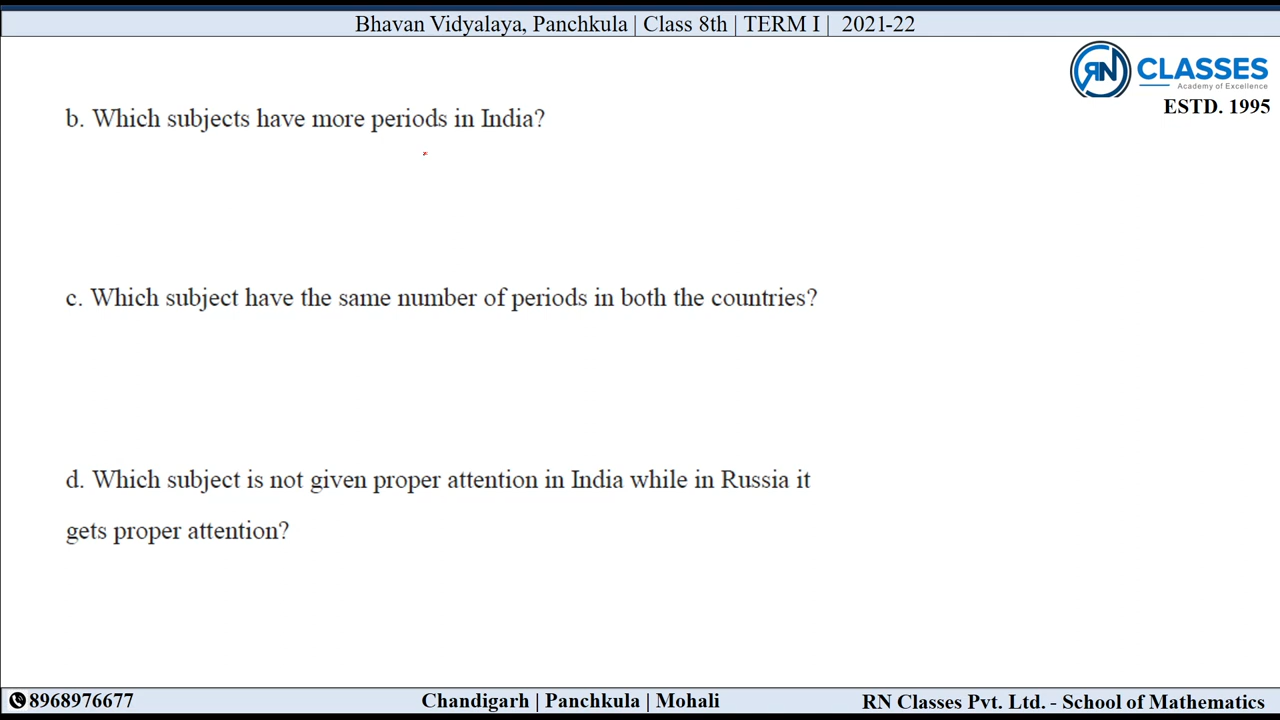 Bhavan Vidyalaya, Panchkula | Class 8th | TERM I | 2021-22
RN CLASSES
Academy of Excellence
ESTD. 1995
b. Which subjects have more periods in India?
c. Which subject have the same number of periods in both the countries?
d. Which subject is not given proper attention in India while in Russia it
gets proper attention?
8968976677
Chandigarh | Panchkula | Mohali
RN Classes Pvt. Ltd. - School of Mathematics